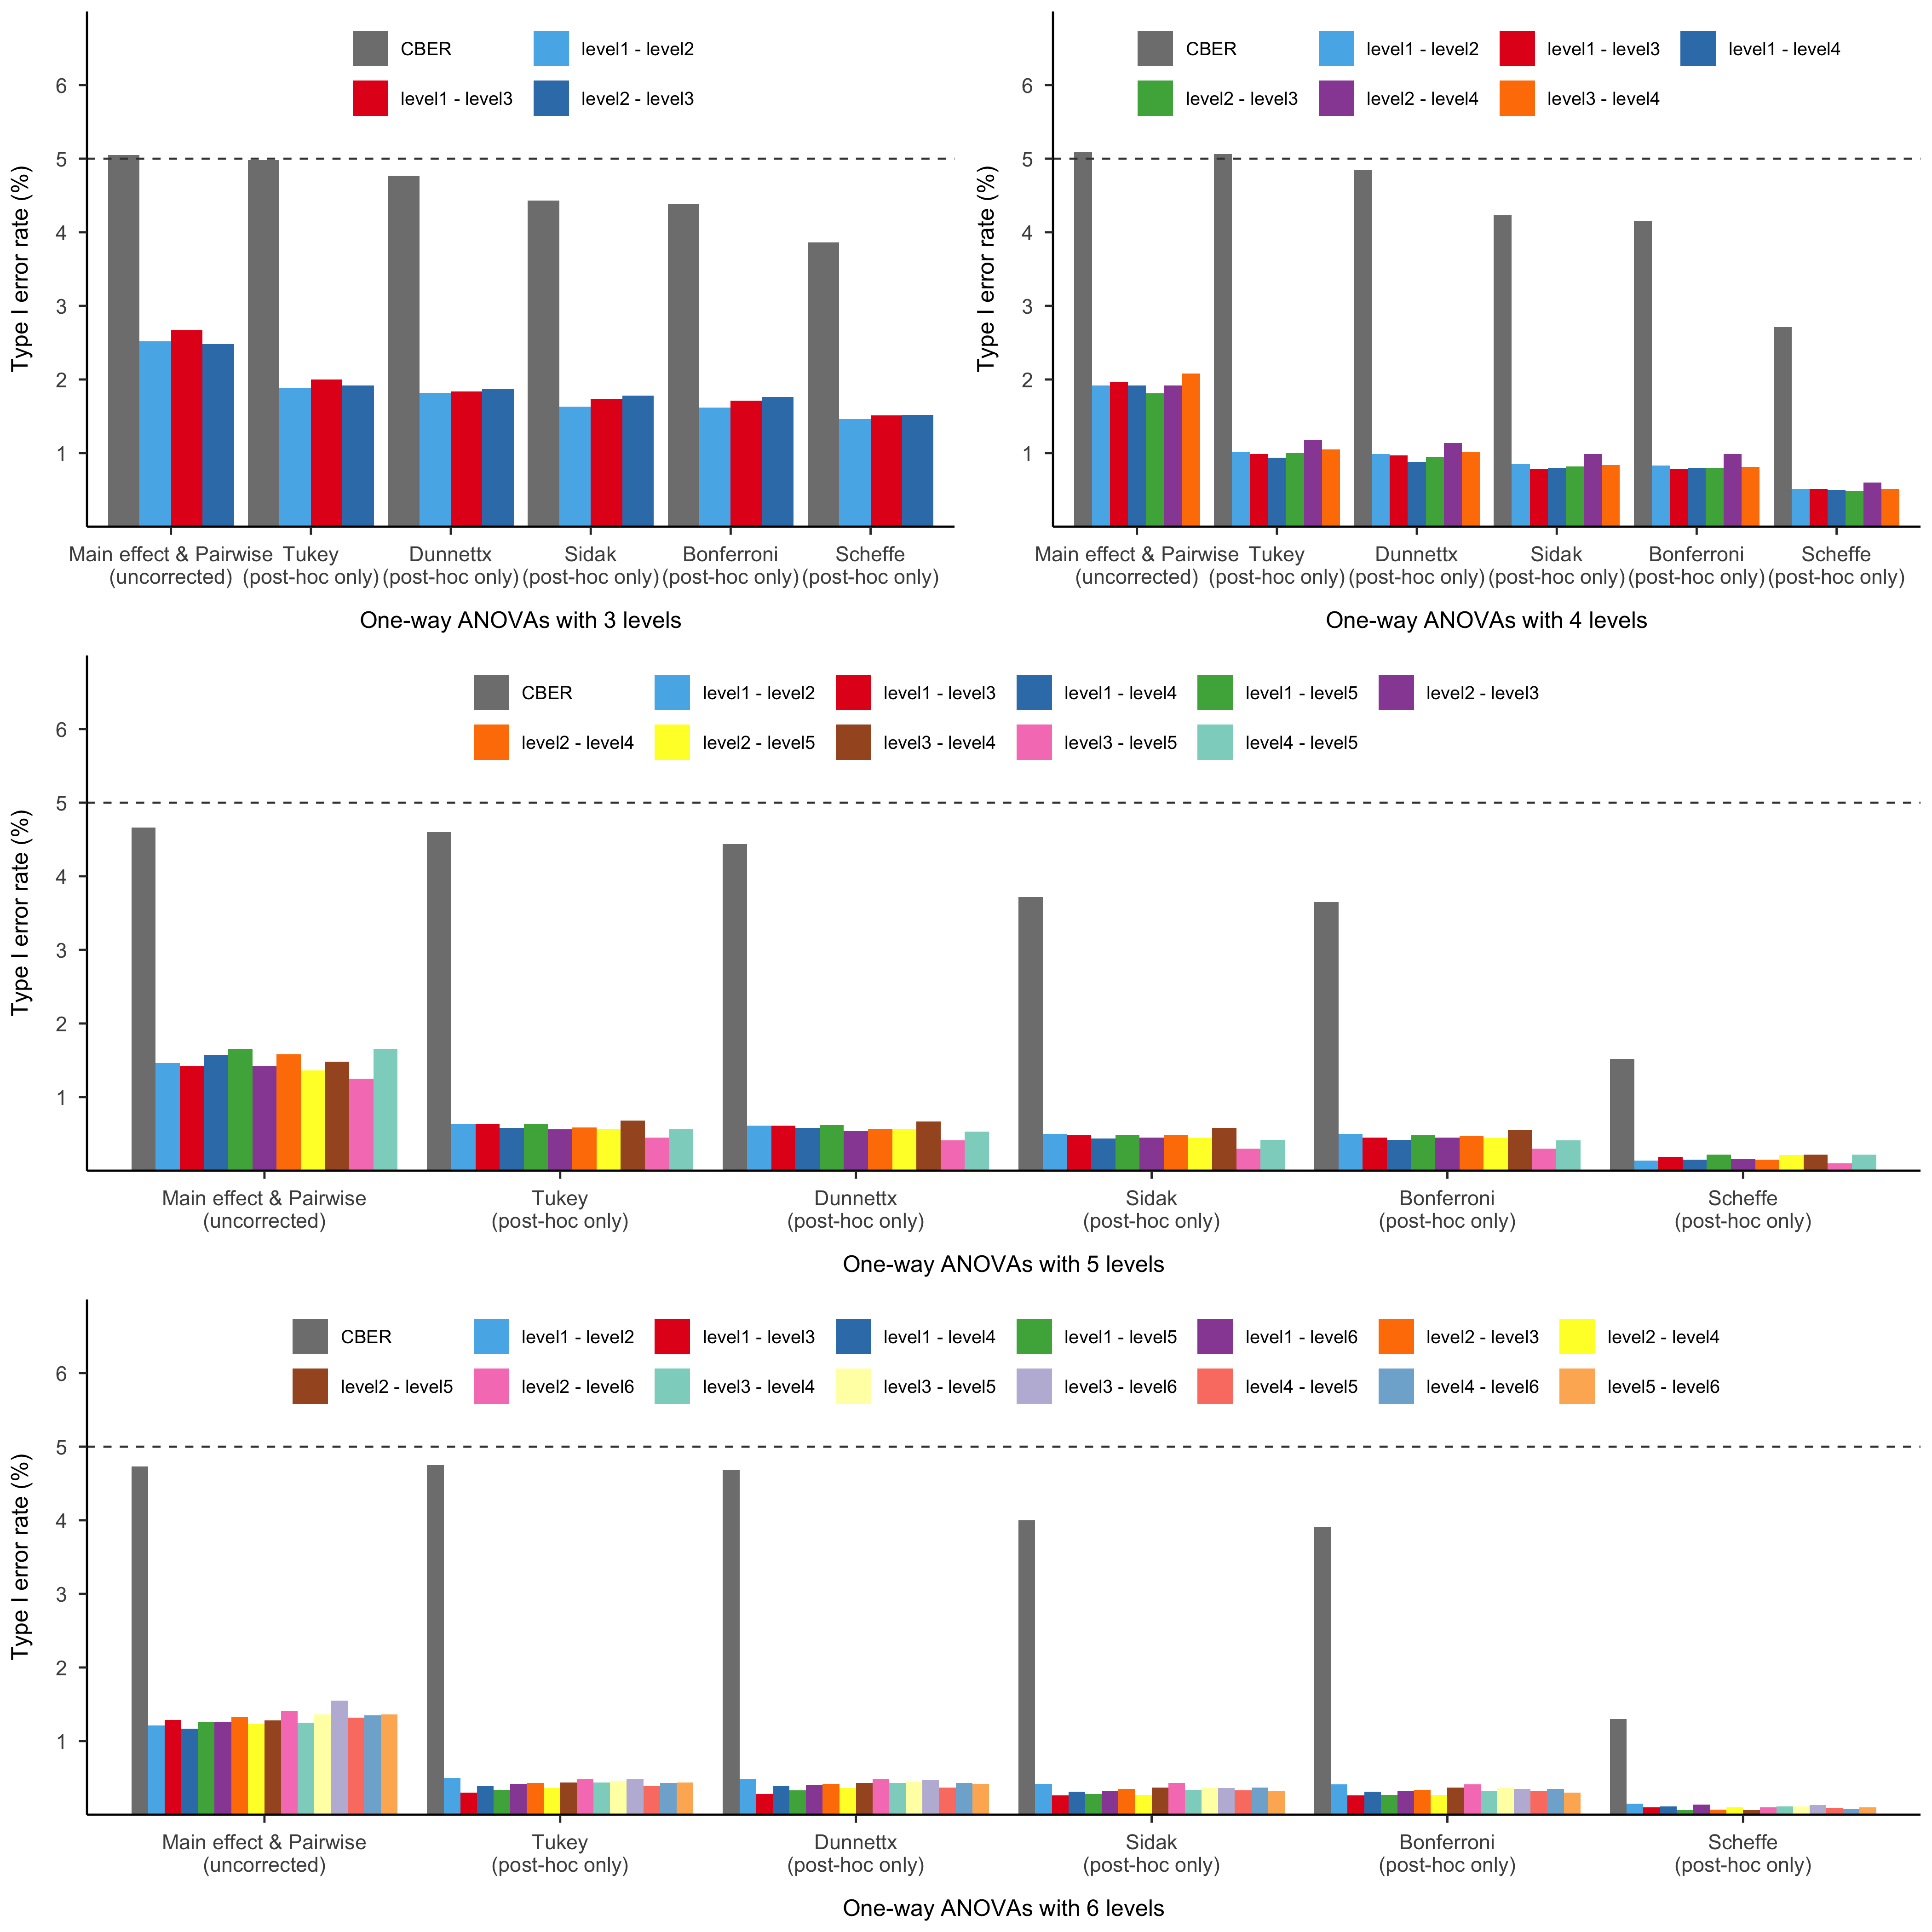 CBER level1 - level2
level1 - level3 level2 - level3
6
5
4
3
2
1
Type I error rate (%)
Main effect & Pairwise Tukey Dunnettx Sidak Bonferroni Scheffe
(uncorrected) (post-hoc only) (post-hoc only) (post-hoc only) (post-hoc only) (post-hoc only)
One-way ANOVAs with 3 levels
CBER level1 - level2 level1 - level3 level1 - level4
level2 - level3 level2 - level4 level3 - level4
6
5
4
3
2
1
Type I error rate (%)
Main effect & Pairwise Tukey Dunnettx Sidak Bonferroni Scheffe
(uncorrected) (post-hoc only) (post-hoc only) (post-hoc only) (post-hoc only) (post-hoc only)
One-way ANOVAs with 4 levels
CBER level1 - level2 level1 - level3 level1 - level4 level1 - level5 level2 - level3
level2 - level4 level2 - level5 level3 - level4 level3 - level5 level4 - level5
6
5
4
3
2
1
Type I error rate (%)
Main effect & Pairwise Tukey Dunnettx Sidak Bonferroni Scheffe
(uncorrected) (post-hoc only) (post-hoc only) (post-hoc only) (post-hoc only) (post-hoc only)
One-way ANOVAs with 5 levels
CBER level1 - level2 level1 - level3 level1 - level4 level1 - level5 level1 - level6 level2 - level3 level2 - level4
level2 - level5 level2 - level6 level3 - level4 level3 - level5 level3 - level6 level4 - level5 level4 - level6 level5 - level6
6
5
4
3
2
1
Type I error rate (%)
Main effect & Pairwise Tukey Dunnettx Sidak Bonferroni Scheffe
(uncorrected) (post-hoc only) (post-hoc only) (post-hoc only) (post-hoc only) (post-hoc only)
One-way ANOVAs with 6 levels